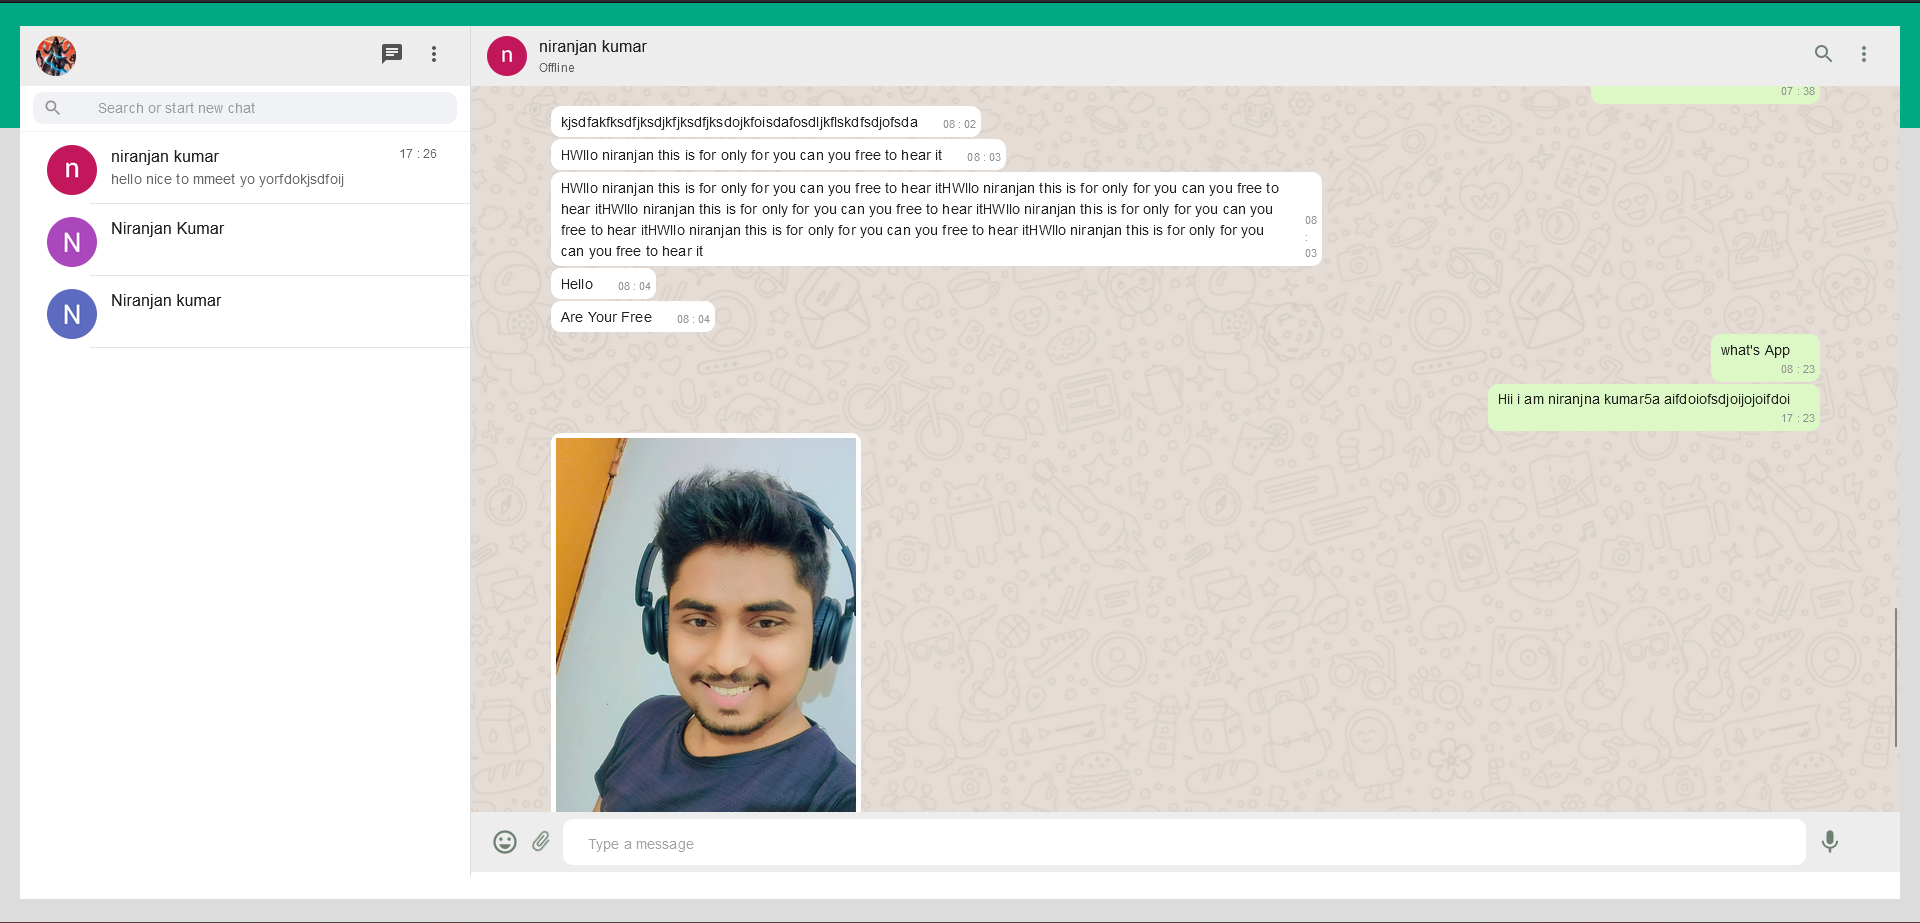 n
niranjan kumar
Offline
Search or start new chat
n
niranjan kumar
17 : 26
hello nice to mmeet yo yorfdokjsdfoij
N
Niranjan Kumar
N
Niranjan kumar
07 : 38
kjsdfakfksdfjksdjkfjksdfjksdojkfoisdafosdljkflskdfsdjofsda 08 : 02
HWllo niranjan this is for only for you can you free to hear it 08 : 03
HWllo niranjan this is for only for you can you free to hear itHWllo niranjan this is for only for you can you free to
hear itHWllo niranjan this is for only for you can you free to hear itHWllo niranjan this is for only for you can you
free to hear itHWllo niranjan this is for only for you can you free to hear itHWllo niranjan this is for only for you
can you free to hear it
08
:
03
Hello 08 : 04
Are Your Free 08 : 04
what's App
08 : 23
Hii i am niranjna kumar5a aifdoiofsdjoijojoifdoi
17 : 23
Type a message